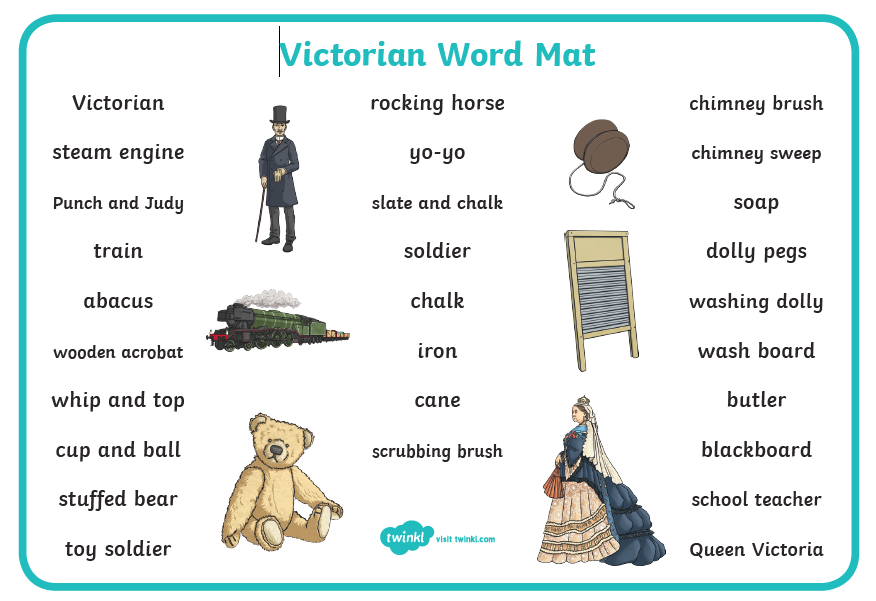 Victorian Word Mat
Victorian
steam engine
Punch and Judy
train
abacus
wooden acrobat
whip and top
cup and ball
stuffed bear
toy soldier
rocking horse
yo-yo
slate and chalk
soldier
chalk
iron
cane
scrubbing brush
twinkl visit twinkl.com
chimney brush
chimney sweep
soap
dolly pegs
washing dolly
wash board
butler
blackboard
school teacher
Queen Victoria